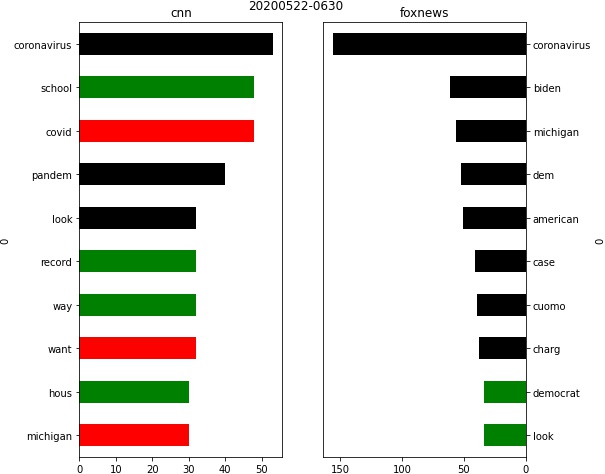 20200522-0630
cnn
foxnews
coronavirus
school
covid
pandem
look
record
way
want
hous
michigan
0
0 10 20 30 40 50
coronavirus
biden
michigan
dem
american
case
cuomo
charg
democrat
look
0
150 100 50 0